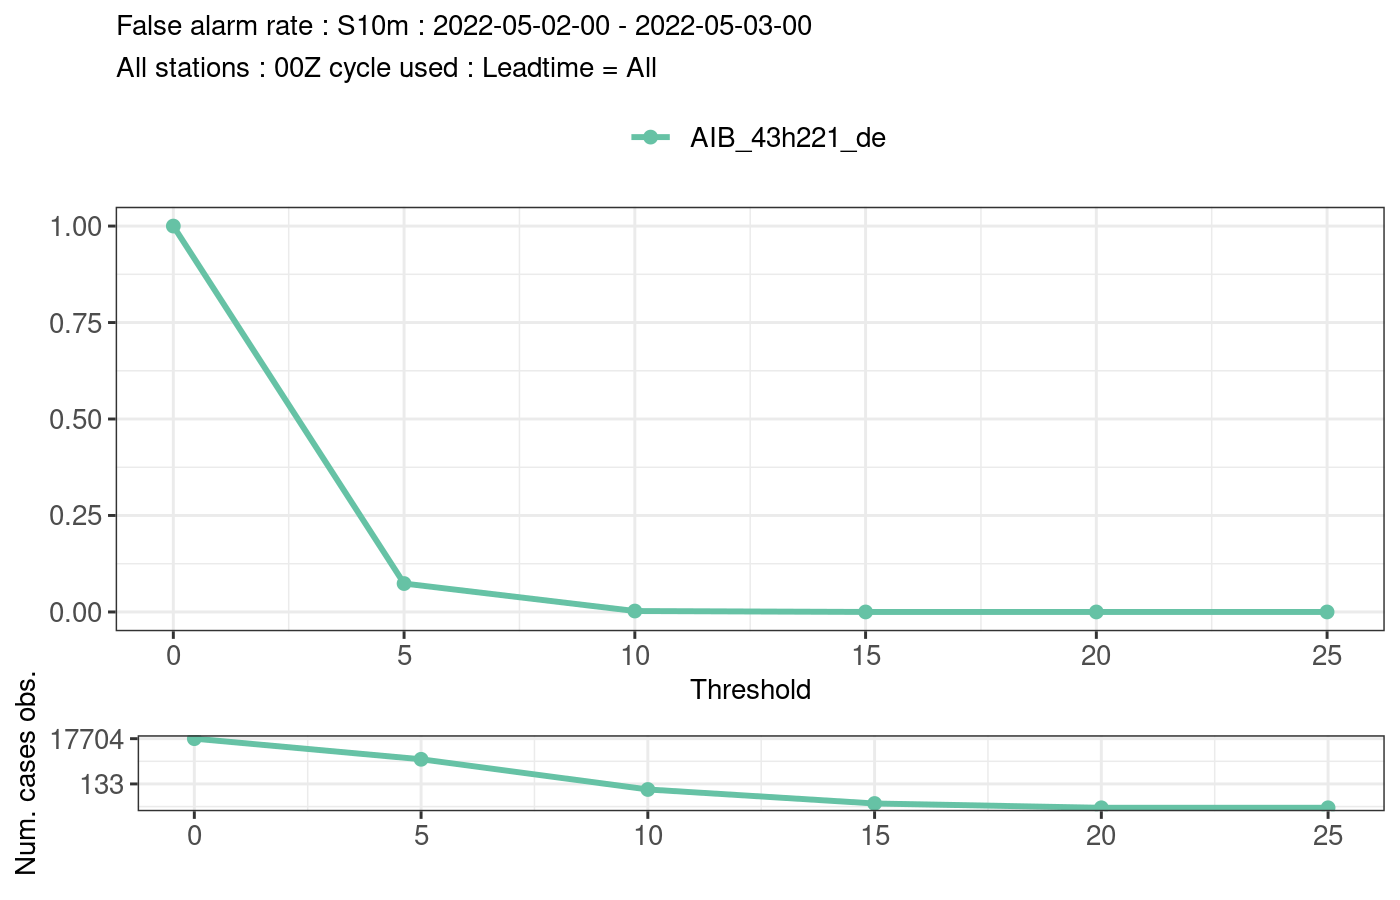 False alarm rate : S10m : 2022-05-02-00 - 2022-05-03-00
All stations : 00Z cycle used : Leadtime = All
AIB_43h221_de
1.00
0.75
0.50
0.25
0.00
0 5 10 15 20 25
Threshold
Num. cases obs.
17704
133
0 5 10 15 20 25